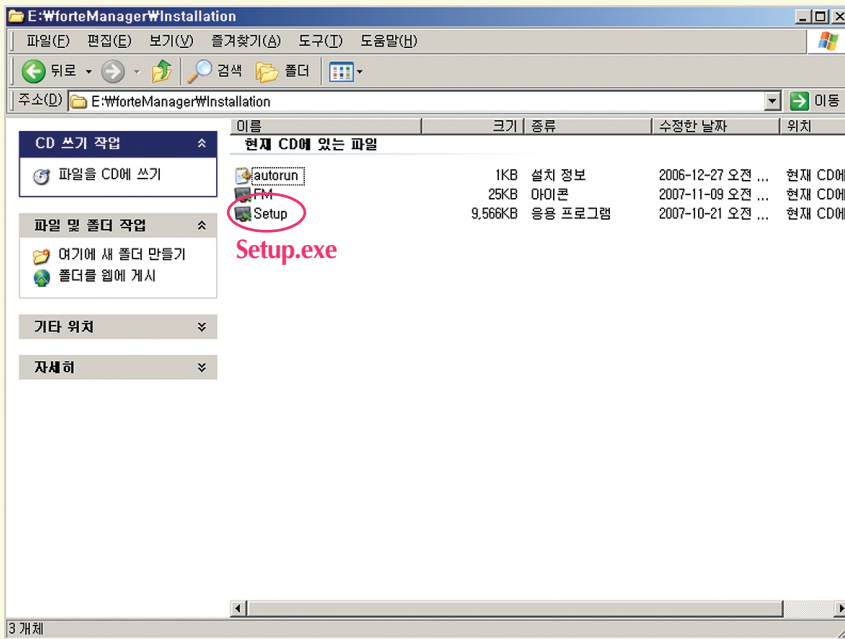 E:₩forteManager₩Installation
파일(F) 편집(E) 보기(V) 즐겨찾기(A) 도구(T) 도움말(H)
뒤로 검색 폴더
주소(D) E:₩forteManager₩Installation 이동
이름 크기 종류 수정한 날짜 위치
CD 쓰기 작업
파일을 CD에 쓰기
파일 및 폴더 작업
여기에 새 폴더 만들기
폴더를 웹에 게시
기타 위치
자세히
현재 CD에 있는 파일
autorun 1KB 설치 정보 2006-12-27 오전 ... 현재 CD에
FM 25KB 아이콘 2007-11-09 오전 ... 현재 CD에
Setup 9,566KB 응용 프로그램 2007-10-21 오전 ... 현재 CD에
Setup.exe
3 개체